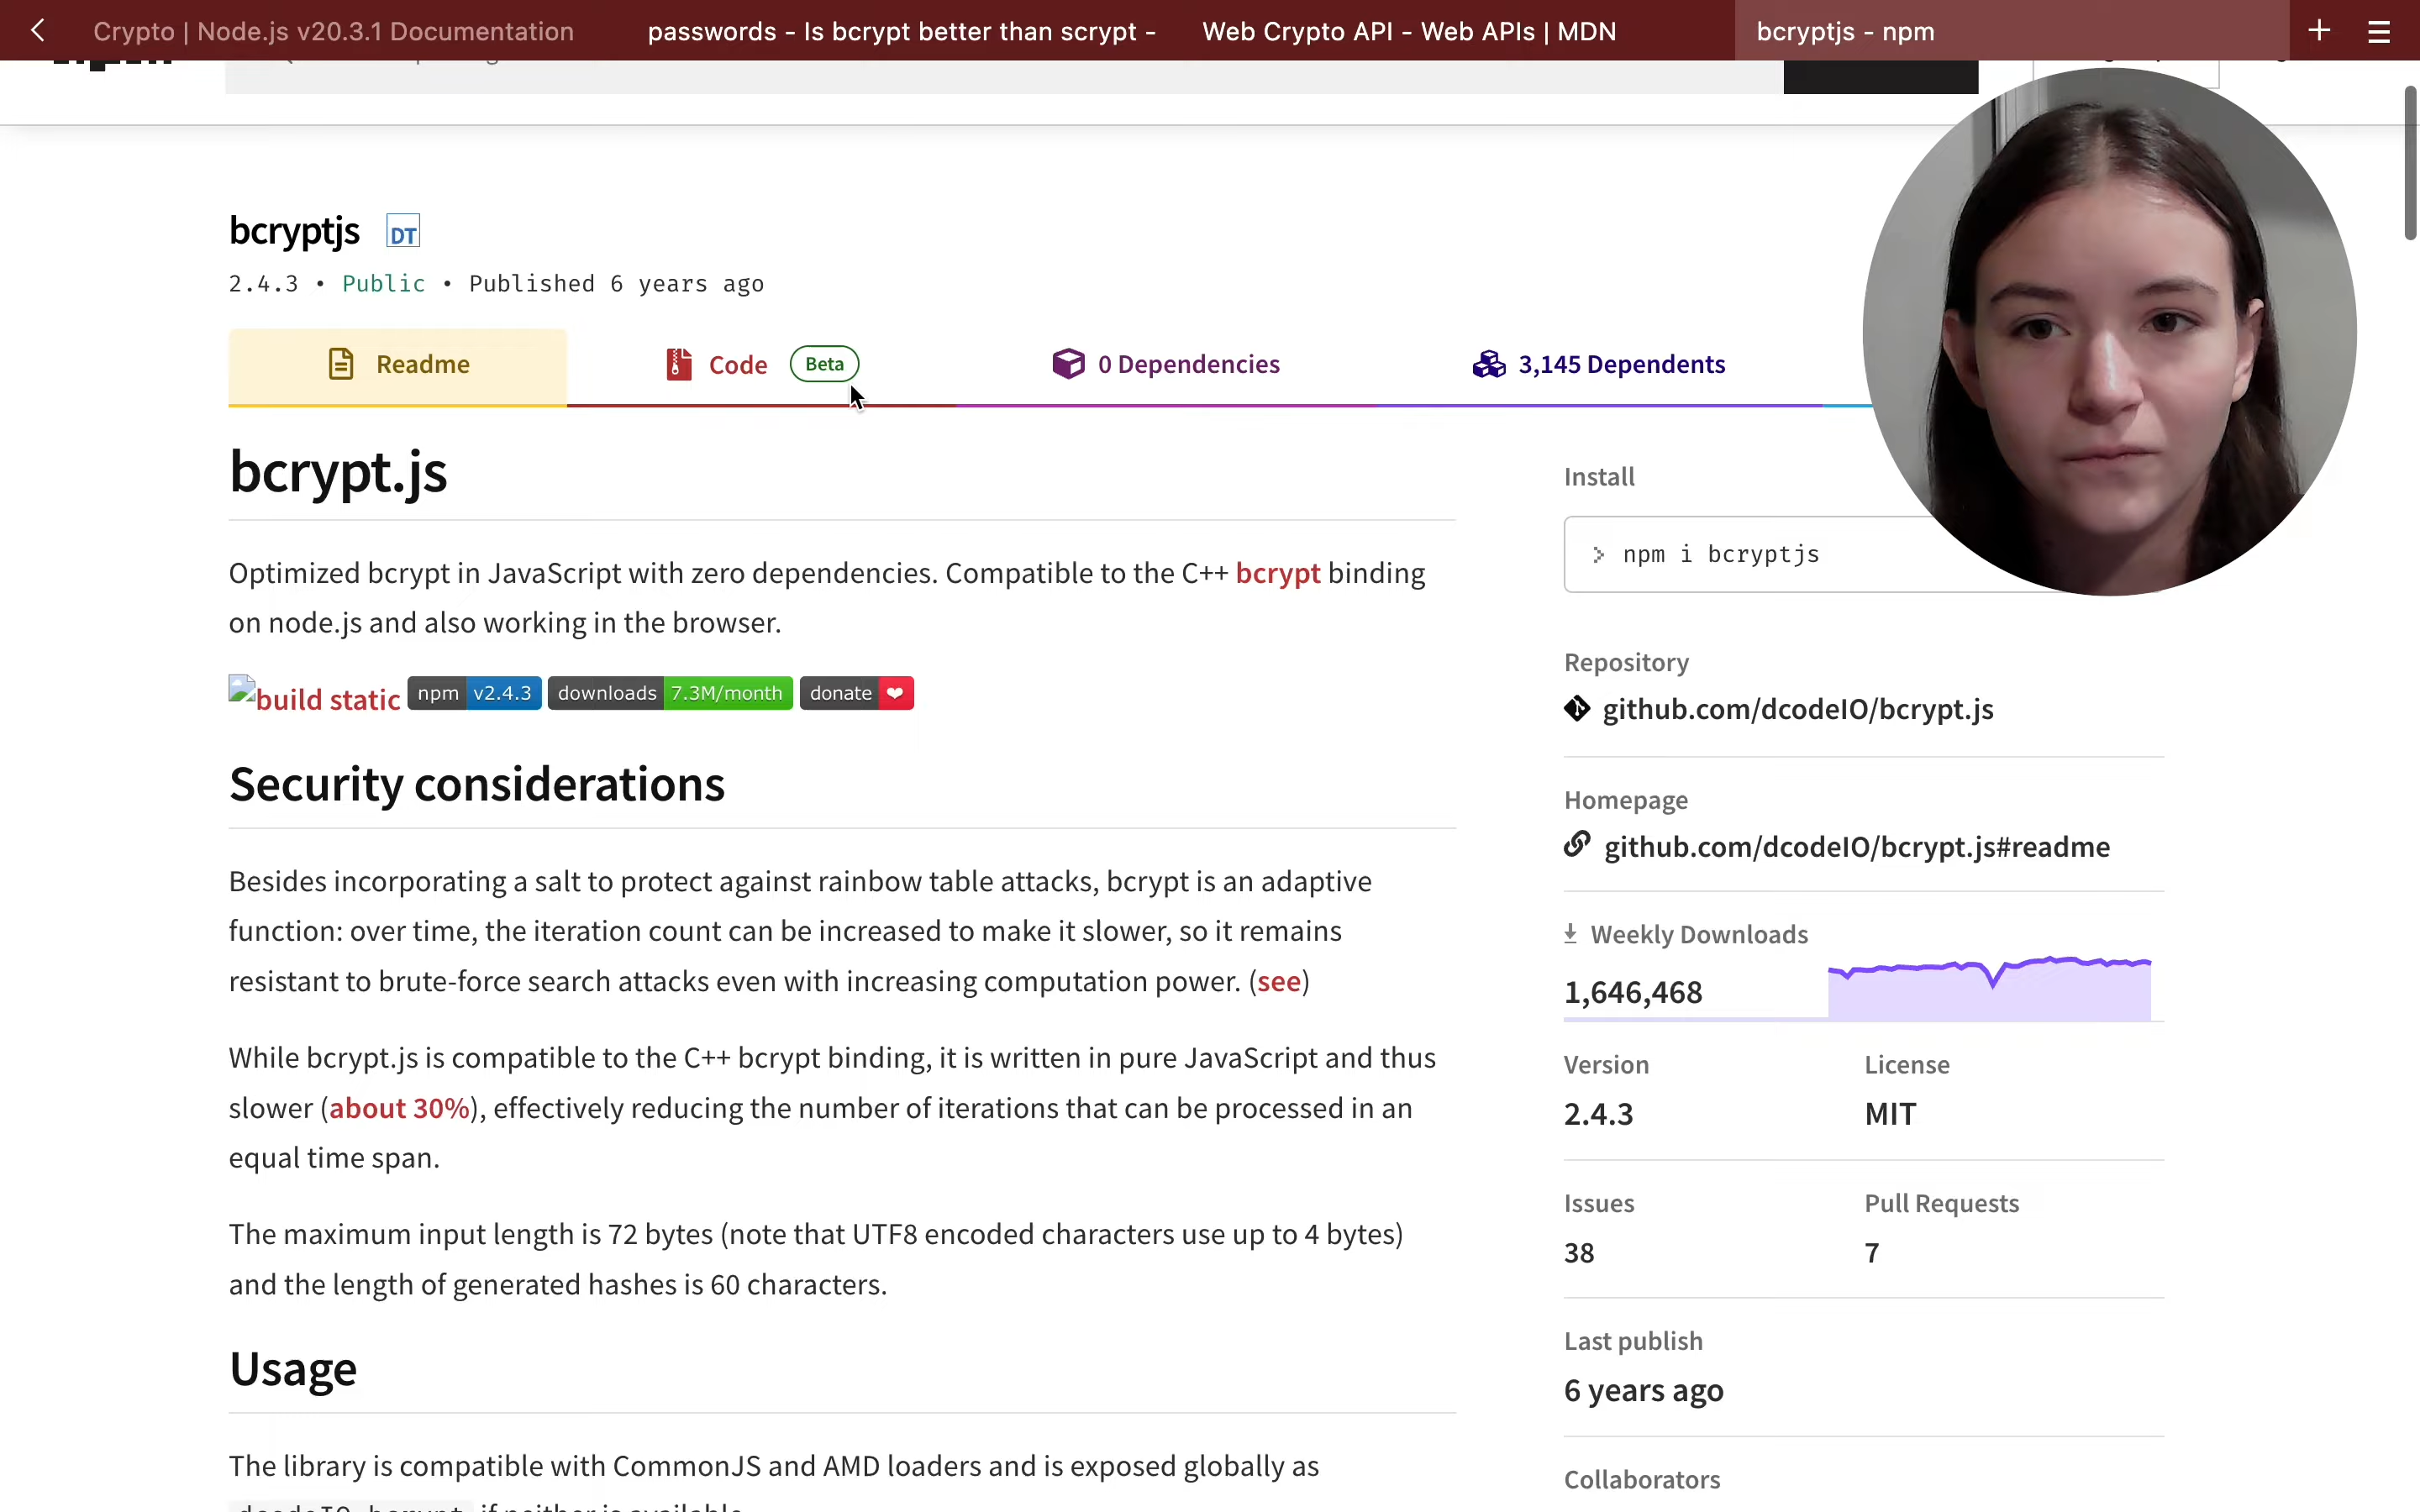 Crypto | Node.js v20.3.1 Documentation
passwords - Is bcrypt better than scrypt -
Web Crypto API - Web APIs | MDN
bcryptjs - npm
bcryptjs DT
2.4.3 • Public • Published 6 years ago
Readme
Code Beta
0 Dependencies
3,145 Dependents
bcrypt.js
Optimized bcrypt in JavaScript with zero dependencies. Compatible to the C++ bcrypt binding
on node.js and also working in the browser.
build static npm v2.4.3 downloads 7.3M/month donate ❤
Security considerations
Besides incorporating a salt to protect against rainbow table attacks, bcrypt is an adaptive
function: over time, the iteration count can be increased to make it slower, so it remains
resistant to brute-force search attacks even with increasing computation power. (see)
While bcrypt.js is compatible to the C++ bcrypt binding, it is written in pure JavaScript and thus
slower (about 30%), effectively reducing the number of iterations that can be processed in an
equal time span.
The maximum input length is 72 bytes (note that UTF8 encoded characters use up to 4 bytes)
and the length of generated hashes is 60 characters.
Usage
The library is compatible with CommonJS and AMD loaders and is exposed globally as
dcodeIO.bcrypt if neither is available.
Install
> npm i bcryptjs
Repository
github.com/dcodeIO/bcrypt.js
Homepage
github.com/dcodeIO/bcrypt.js#readme
Weekly Downloads
1,646,468
Version
2.4.3
License
MIT
Issues
38
Pull Requests
7
Last publish
6 years ago
Collaborators